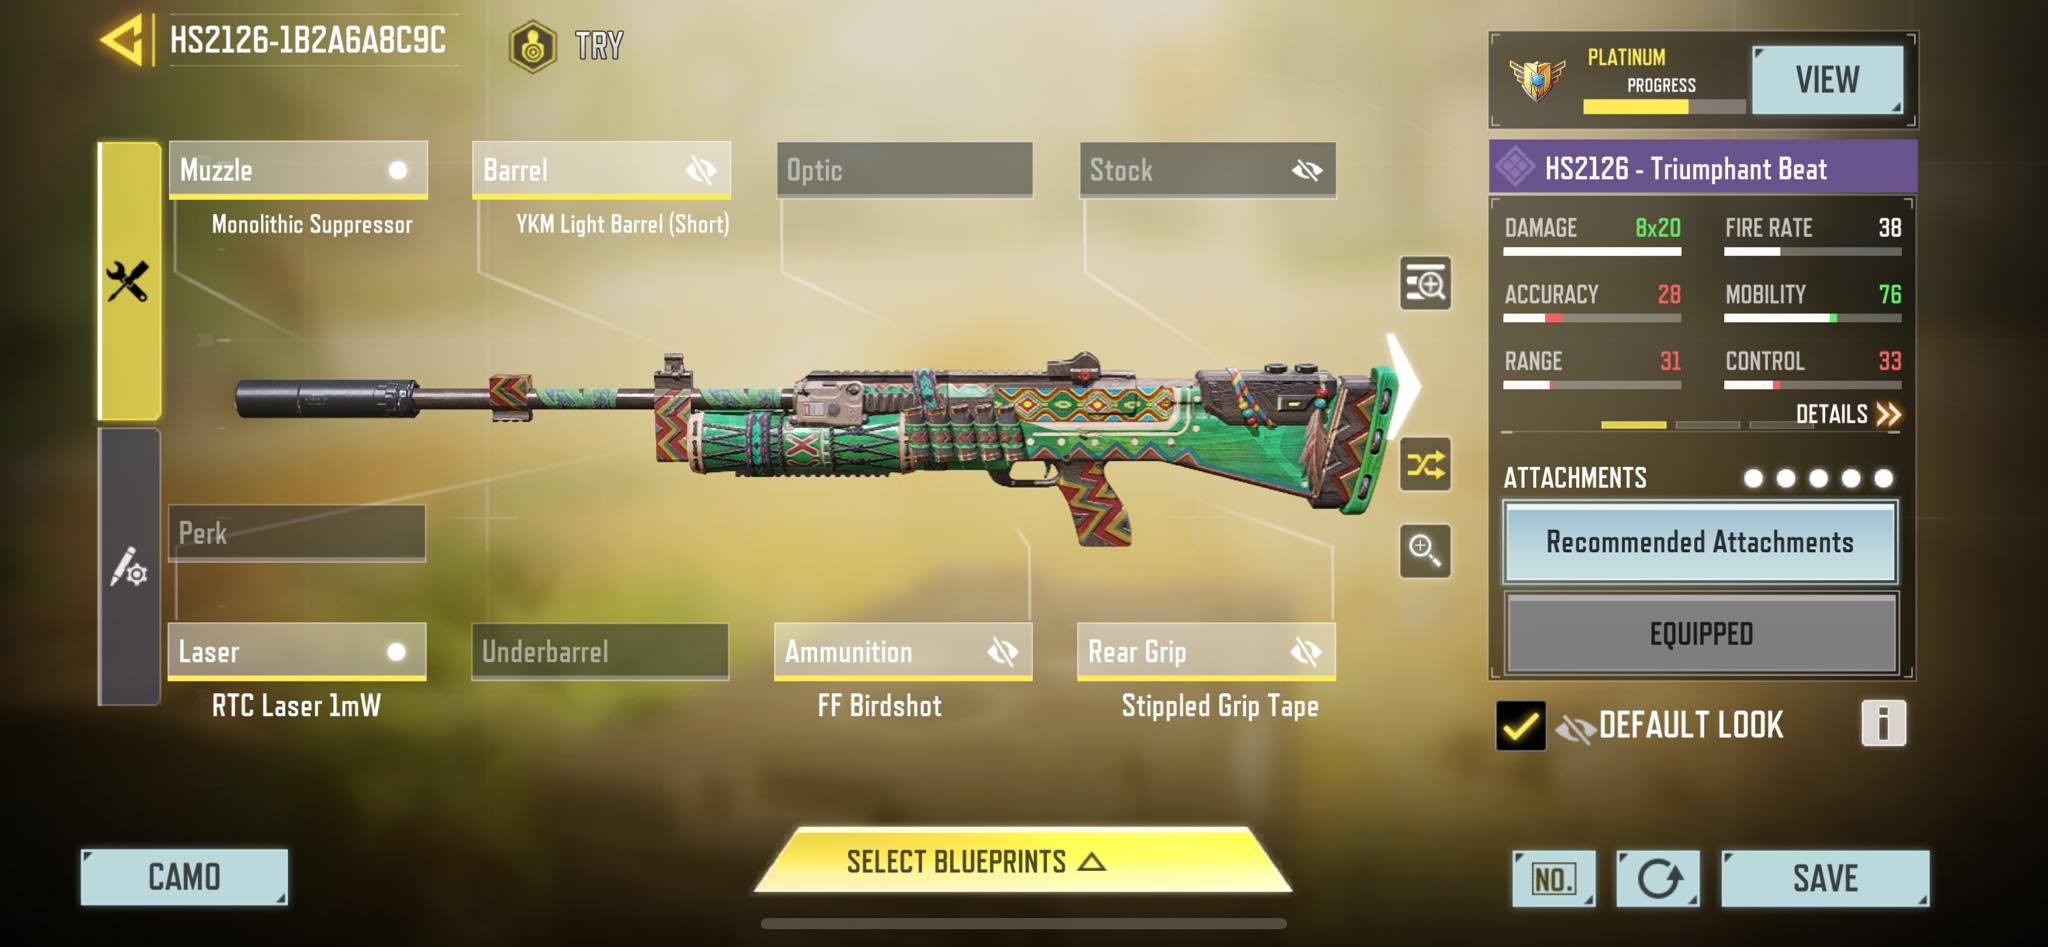 HS2126-1B2A6A8C9C
TRY
PLATINUM
PROGRESS
VIEW
Muzzle
Monolithic Suppressor
Barrel
YKM Light Barrel (Short)
Optic
Stock
HS2126 - Triumphant Beat
DAMAGE 8x20
FIRE RATE 38
ACCURACY 28
MOBILITY 76
RANGE 31
CONTROL 33
DETAILS
ATTACHMENTS
Recommended Attachments
EQUIPPED
Perk
Laser
RTC Laser 1mW
Underbarrel
Ammunition
FF Birdshot
Rear Grip
Stippled Grip Tape
DEFAULT LOOK
i
CAMO
SELECT BLUEPRINTS
NO.
SAVE